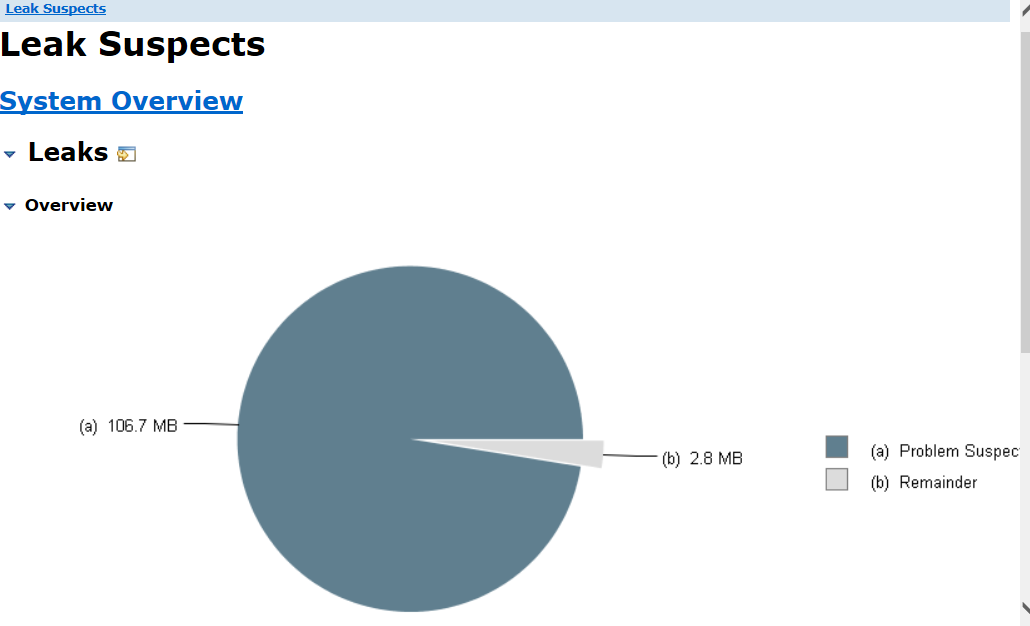 Leak Suspects
Leak Suspects
System Overview
Leaks
Overview
(a) 106.7 MB
(b) 2.8 MB
(a) Problem Suspec
(b) Remainder